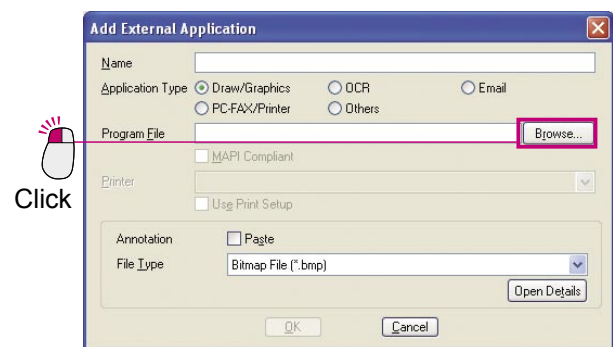 Add External Application
Name
Application Type Draw/Graphics OCR Email
PC-FAX/Printer Others
Program File Browse...
MAPI Compliant
Click
Printer
Use Print Setup
Annotation Paste
File Type Bitmap File (*.bmp)
Open Details
OK Cancel